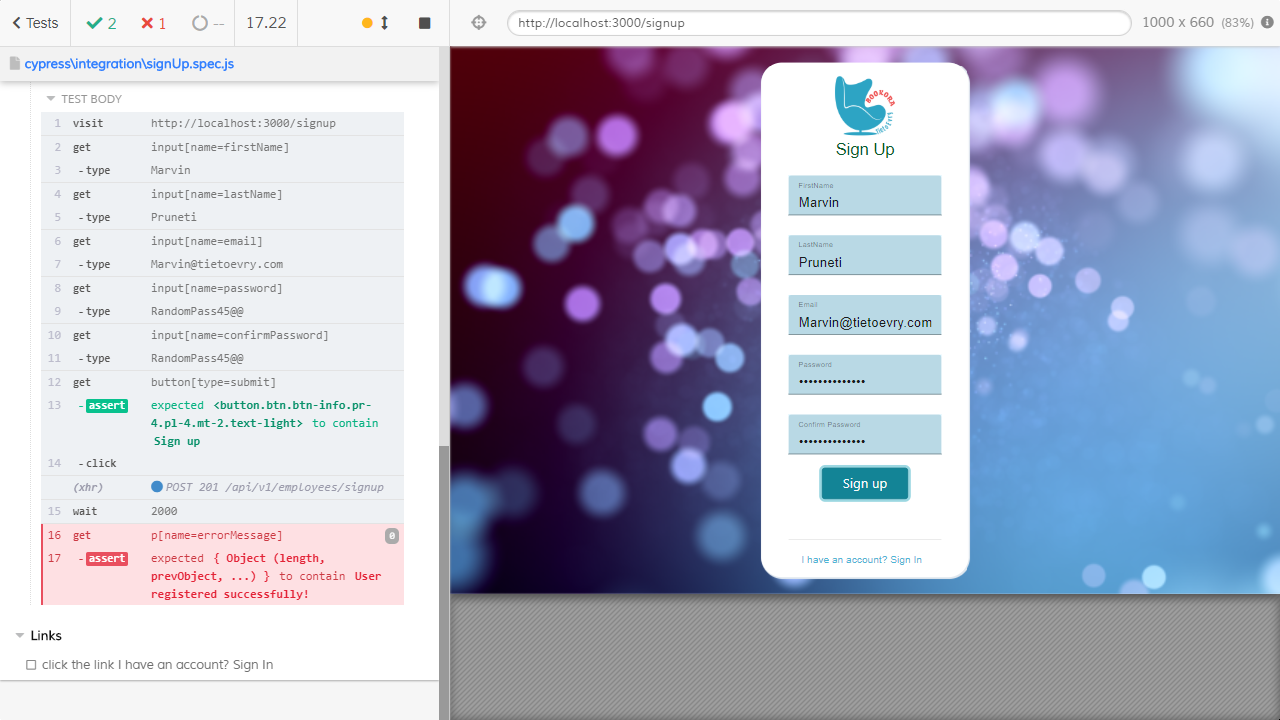 Tests
2
1
--
17.22
http://localhost:3000/signup
1000 x 660 (83%)
cypress\integration\signUp.spec.js
TEST BODY
1 visit http://localhost:3000/signup
2 get input[name=firstName]
3 -type Marvin
4 get input[name=lastName]
5 -type Pruneti
6 get input[name=email]
7 -type Marvin@tietoevry.com
8 get input[name=password]
9 -type RandomPass45@@
10 get input[name=confirmPassword]
11 -type RandomPass45@@
12 get button[type=submit]
13 -assert expected <button.btn.btn-info.pr-
4.pl-4.mt-2.text-light> to contain
Sign up
14 -click
(xhr) POST 201 /api/v1/employees/signup
15 wait 2000
16 get p[name=errorMessage] 0
17 -assert expected { Object (length,
prevObject, ...) } to contain User
registered successfully!
Links
click the link I have an account? Sign In
BOOKORA
Sign Up
FirstName
Marvin
LastName
Pruneti
Email
Marvin@tietoevry.com
Password
••••••••••••••
Confirm Password
••••••••••••••
Sign up
I have an account? Sign In